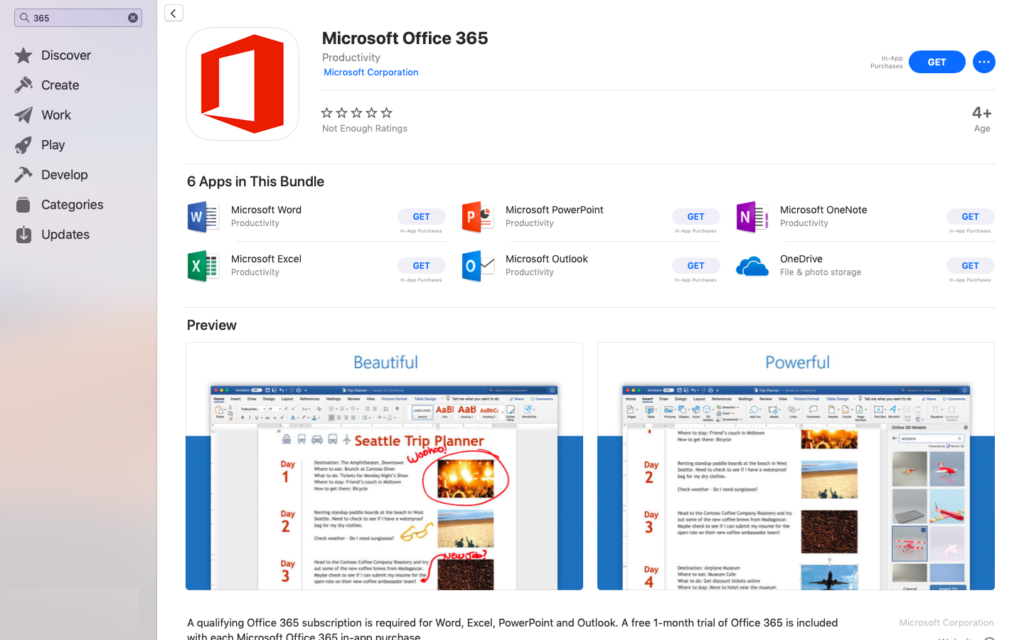 365
Discover
Create
Work
Play
Develop
Categories
Updates
Microsoft Office 365
Productivity
Microsoft Corporation
In-App
Purchases
GET
Not Enough Ratings
4+
Age
6 Apps in This Bundle
Microsoft Word
Productivity
GET
In-App Purchases
Microsoft PowerPoint
Productivity
GET
In-App Purchases
Microsoft OneNote
Productivity
GET
In-App Purchases
Microsoft Excel
Productivity
GET
In-App Purchases
Microsoft Outlook
Productivity
GET
In-App Purchases
OneDrive
File & photo storage
GET
In-App Purchases
Preview
Beautiful
Seattle Trip Planner
Woohoo!
Day
1
Destination: The Amphitheater, Downtown
Where to eat: Brunch at Contoso Diner
What to do: Tickets for Monday Night's Show
Where to stay: Friend's couch in Midtown
How to get there: Bicycle
Day
2
Renting standup paddle boards at the beach in West
Seattle. Need to check to see if I have a waterproof
bag for my dry clothes.
Check weather - Do I need sunglasses?
New Job?
Day
3
Head to the Contoso Coffee Company Roastery and try
out some of the new coffee brews from Madagascar.
Maybe check to see if I can submit my resume for the
open role on their new coffee ambassador team!
Powerful
Where to stay: Friend's couch in Midtown
How to get there: Bicycle
Day
2
Renting standup paddle boards at the beach in West
Seattle. Need to check to see if I have a waterproof
bag for my dry clothes.
Check weather - Do I need sunglasses?
Day
3
Head to the Contoso Coffee Company Roastery and try
out some of the new coffee brews from Madagascar.
Maybe check to see if I can submit my resume for the
open role on their new coffee ambassador team!
Day
4
Destination: Airplane Museum
Where to eat: Museum Cafe
What to do: Get discount tickets online
Where to stay: Move to hotel near the museum
Online 3D Models
airplane
A qualifying Office 365 subscription is required for Word, Excel, PowerPoint and Outlook. A free 1-month trial of Office 365 is included
with each Microsoft Office 365 in-app purchase.
Microsoft Corporation